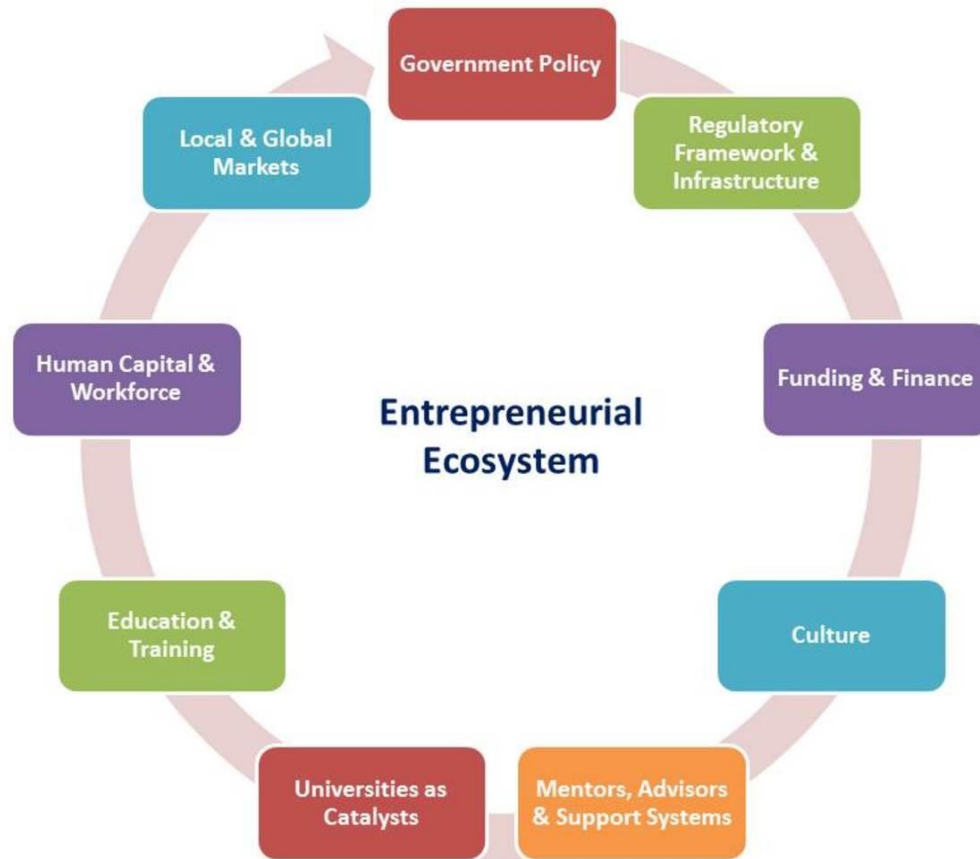 Government Policy
Regulatory
Framework &
Infrastructure
Funding & Finance
Culture
Mentors, Advisors
& Support Systems
Universities as
Catalysts
Education &
Training
Human Capital &
Workforce
Local & Global
Markets
Entrepreneurial
Ecosystem